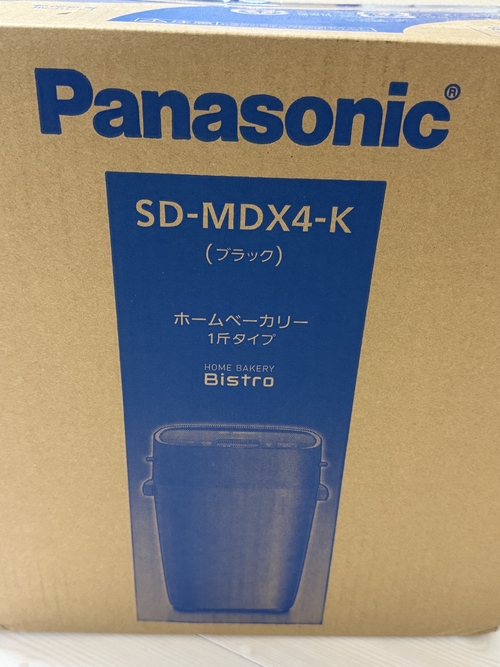 Panasonic®
SD-MDX4-K
(ブラック)
ホームベーカリー
1斤タイプ
HOME BAKERY
Bistro